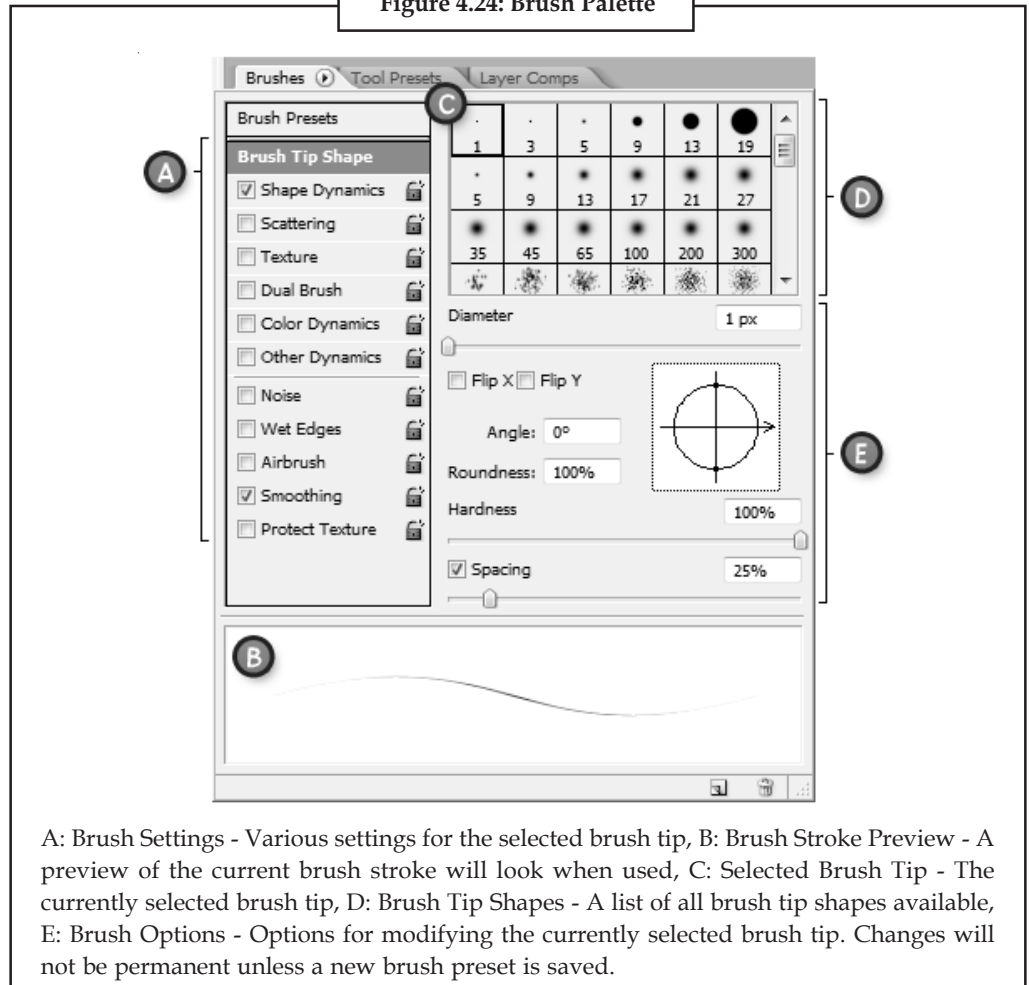 Figure 4.24: Brush Palette
Brushes Tool Presets Layer Comps
C
Brush Presets
1 3 5 9 13 19
A
Brush Tip Shape
Shape Dynamics
5 9 13 17 21 27
D
Scattering
Texture
35 45 65 100 200 300
Dual Brush
Color Dynamics
Other Dynamics
Noise
Wet Edges
Airbrush
Smoothing
Protect Texture
Diameter 1 px
Flip X Flip Y
Angle: 0º
Roundness: 100%
E
Hardness 100%
Spacing 25%
B
A: Brush Settings - Various settings for the selected brush tip, B: Brush Stroke Preview - A
preview of the current brush stroke will look when used, C: Selected Brush Tip - The
currently selected brush tip, D: Brush Tip Shapes - A list of all brush tip shapes available,
E: Brush Options - Options for modifying the currently selected brush tip. Changes will
not be permanent unless a new brush preset is saved.